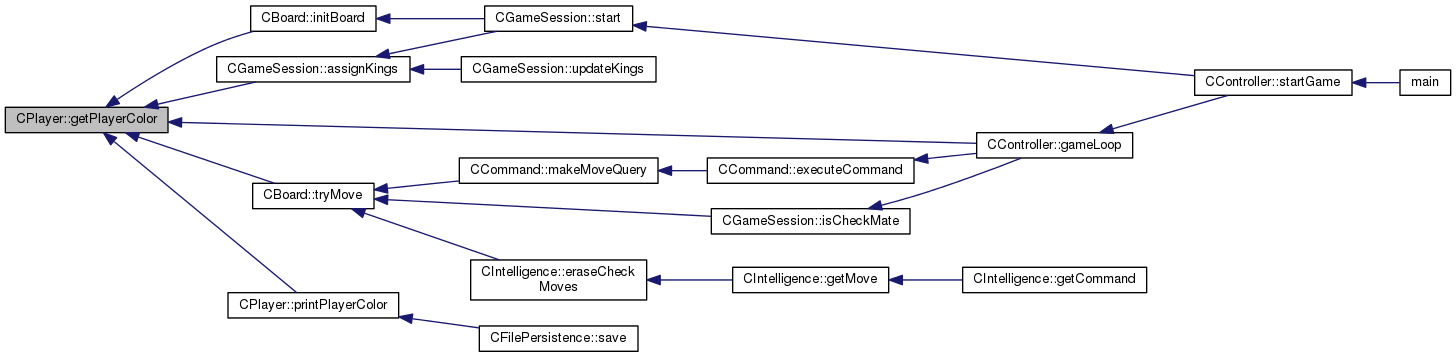 CBoard::initBoard
CGameSession::start
CGameSession::assignKings
CGameSession::updateKings
CController::startGame
main
CPlayer::getPlayerColor
CController::gameLoop
CCommand::makeMoveQuery
CCommand::executeCommand
CBoard::tryMove
CGameSession::isCheckMate
CIntelligence::eraseCheck
Moves
CIntelligence::getMove
CIntelligence::getCommand
CPlayer::printPlayerColor
CFilePersistence::save